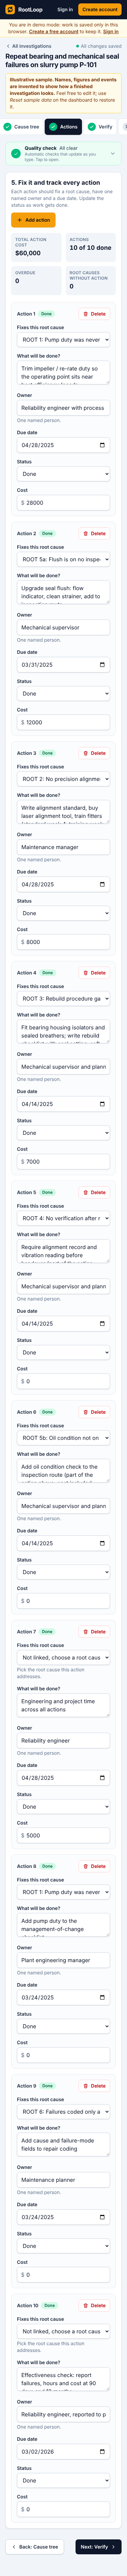 RootLoop
Sign in
Create account
You are in demo mode: work is saved only in this
browser. Create a free account to keep it. Sign in
All investigations
All changes saved
Repeat bearing and mechanical seal
failures on slurry pump P-101
Illustrative sample. Names, figures and events
are invented to show how a finished
investigation looks. Feel free to edit it; use
Reset sample data on the dashboard to restore
it.
Cause tree
Actions
Verify
Quality check All clear
Automatic checks that update as you
type. Tap to open.
5. Fix it and track every action
Each action should fix a root cause, have one
named owner and a due date. Update the
status as work gets done.
Add action
TOTAL ACTION
COST
$60,000
ACTIONS
10 of 10 done
OVERDUE
0
ROOT CAUSES
WITHOUT ACTION
0
Action 1 Done
Delete
Fixes this root cause
ROOT 1: Pump duty was never
What will be done?
Trim impeller / re-rate duty so
the operating point sits near
Owner
Reliability engineer with process
One named person.
Due date
04/28/2025
Status
Done
Cost
$ 28000
Action 2 Done
Delete
Fixes this root cause
ROOT 5a: Flush is on no inspe
What will be done?
Upgrade seal flush: flow
indicator, clean strainer, add to
Owner
Mechanical supervisor
One named person.
Due date
03/31/2025
Status
Done
Cost
$ 12000
Action 3 Done
Delete
Fixes this root cause
ROOT 2: No precision alignme
What will be done?
Write alignment standard, buy
laser alignment tool, train fitters
Owner
Maintenance manager
One named person.
Due date
04/28/2025
Status
Done
Cost
$ 8000
Action 4 Done
Delete
Fixes this root cause
ROOT 3: Rebuild procedure ga
What will be done?
Fit bearing housing isolators and
sealed breathers; write rebuild
Owner
Mechanical supervisor and plann
One named person.
Due date
04/14/2025
Status
Done
Cost
$ 7000
Action 5 Done
Delete
Fixes this root cause
ROOT 4: No verification after r
What will be done?
Require alignment record and
vibration reading before
Owner
Mechanical supervisor and plann
One named person.
Due date
04/14/2025
Status
Done
Cost
$ 0
Action 6 Done
Delete
Fixes this root cause
ROOT 5b: Oil condition not on
What will be done?
Add oil condition check to the
inspection route (part of the
Owner
Mechanical supervisor and plann
One named person.
Due date
04/14/2025
Status
Done
Cost
$ 0
Action 7 Done
Delete
Fixes this root cause
Not linked, choose a root caus
Pick the root cause this action
addresses.
What will be done?
Engineering and project time
across all actions
Owner
Reliability engineer
One named person.
Due date
04/28/2025
Status
Done
Cost
$ 5000
Action 8 Done
Delete
Fixes this root cause
ROOT 1: Pump duty was never
What will be done?
Add pump duty to the
management-of-change
Owner
Plant engineering manager
One named person.
Due date
03/24/2025
Status
Done
Cost
$ 0
Action 9 Done
Delete
Fixes this root cause
ROOT 6: Failures coded only a
What will be done?
Add cause and failure-mode
fields to repair coding
Owner
Maintenance planner
One named person.
Due date
03/24/2025
Status
Done
Cost
$ 0
Action 10 Done
Delete
Fixes this root cause
Not linked, choose a root caus
Pick the root cause this action
addresses.
What will be done?
Effectiveness check: report
failures, hours and cost at 90
Owner
Reliability engineer, reported to p
One named person.
Due date
03/02/2026
Status
Done
Cost
$ 0
Back: Cause tree
Next: Verify